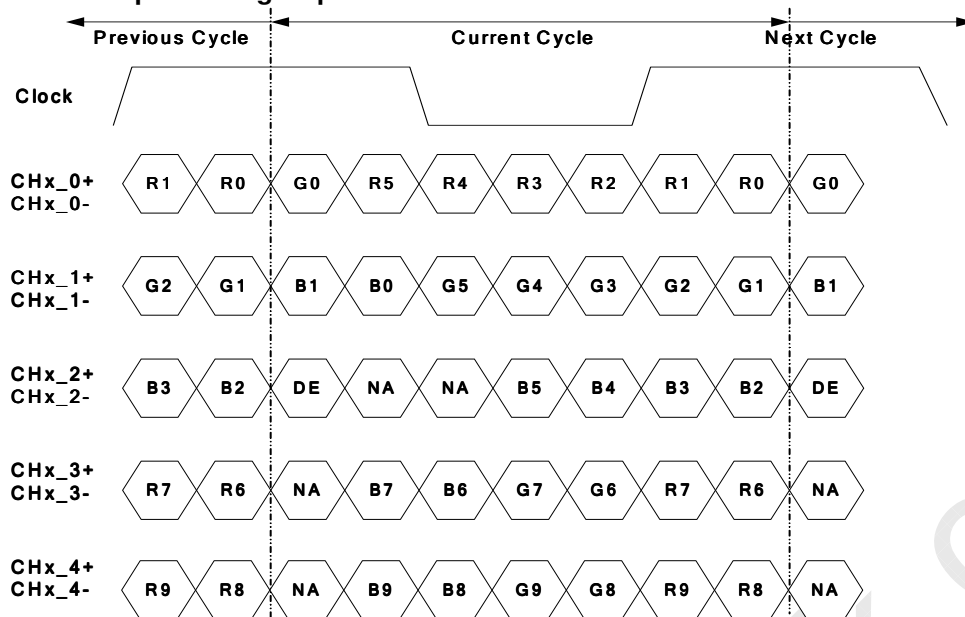 Previous Cycle Current Cycle Next Cycle
Clock
CHx_0+
CHx_0-
R1 R0 G0 R5 R4 R3 R2 R1 R0 G0
CHx_1+
CHx_1-
G2 G1 B1 B0 G5 G4 G3 G2 G1 B1
CHx_2+
CHx_2-
B3 B2 DE NA NA B5 B4 B3 B2 DE
CHx_3+
CHx_3-
R7 R6 NA B7 B6 G7 G6 R7 R6 NA
CHx_4+
CHx_4-
R9 R8 NA B9 B8 G9 G8 R9 R8 NA